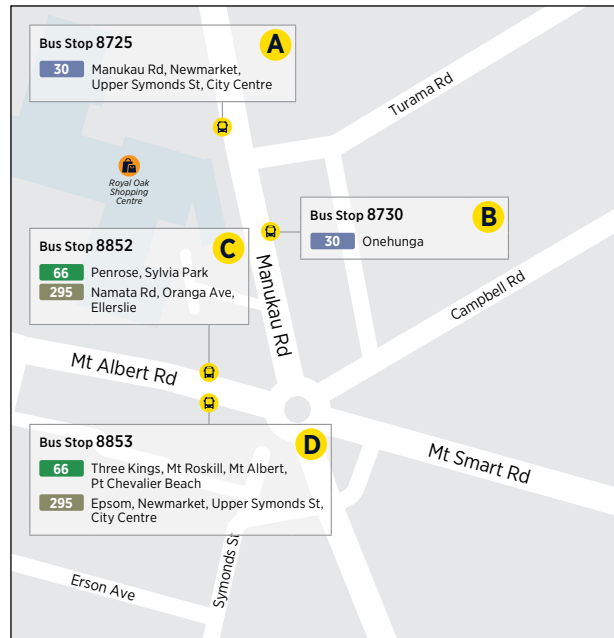 Bus Stop 8725
A
30 Manukau Rd, Newmarket,
Upper Symonds St, City Centre
Turama Rd
Royal Oak
Shopping
Centre
Bus Stop 8730
B
30 Onehunga
Bus Stop 8852
C
66 Penrose, Sylvia Park
295 Namata Rd, Oranga Ave,
Ellerslie
Manukau Rd
Campbell Rd
Mt Albert Rd
Bus Stop 8853
D
66 Three Kings, Mt Roskill, Mt Albert,
Pt Chevalier Beach
295 Epsom, Newmarket, Upper Symonds St,
City Centre
Mt Smart Rd
Symonds St
Erson Ave